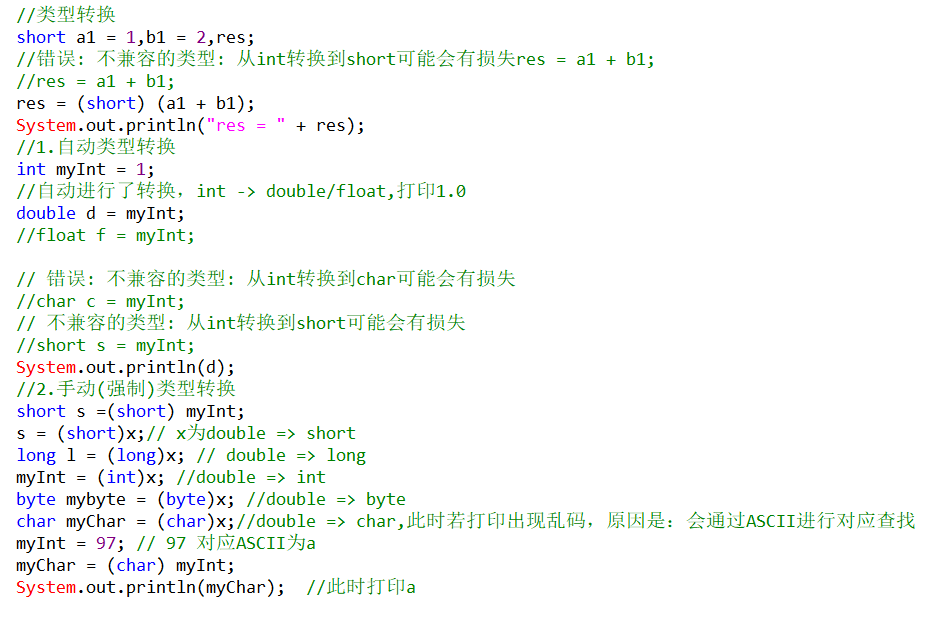 //类型转换
short a1 = 1,b1 = 2,res;
//错误: 不兼容的类型: 从int转换到short可能会有损失res = a1 + b1;
//res = a1 + b1;
res = (short) (a1 + b1);
System.out.println("res = " + res);
//1.自动类型转换
int myInt = 1;
//自动进行了转换，int -> double/float,打印1.0
double d = myInt;
//float f = myInt;
// 错误: 不兼容的类型: 从int转换到char可能会有损失
//char c = myInt;
// 不兼容的类型: 从int转换到short可能会有损失
//short s = myInt;
System.out.println(d);
//2.手动(强制)类型转换
short s =(short) myInt;
s = (short)x;// x为double => short
long l = (long)x; // double => long
myInt = (int)x; //double => int
byte mybyte = (byte)x; //double => byte
char myChar = (char)x;//double => char,此时若打印出现乱码，原因是：会通过ASCII进行对应查找
myInt = 97; // 97 对应ASCII为a
myChar = (char) myInt;
System.out.println(myChar);  //此时打印a